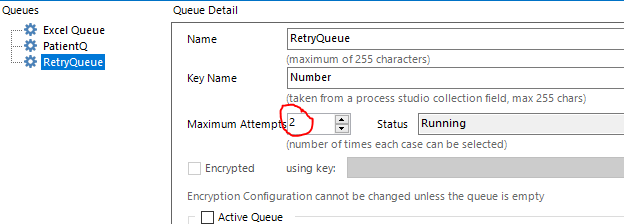 Queues
Queue Detail
Excel Queue
PatientQ
RetryQueue
Name RetryQueue
(maximum of 255 characters)
Key Name Number
(taken from a process studio collection field, max 255 chars)
Maximum Attempts 2 Status Running
(number of times each case can be selected)
Encrypted using key:
Encryption Configuration cannot be changed unless the queue is empty
Active Queue